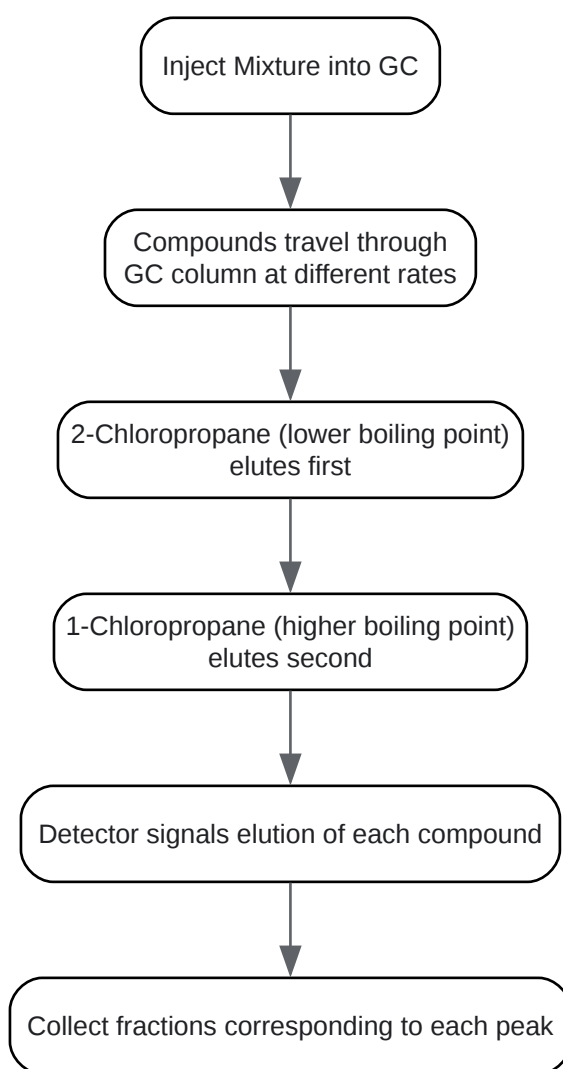 Inject Mixture into GC
Compounds travel through
GC column at different rates
2-Chloropropane (lower boiling point)
elutes first
1-Chloropropane (higher boiling point)
elutes second
Detector signals elution of each compound
Collect fractions corresponding to each peak